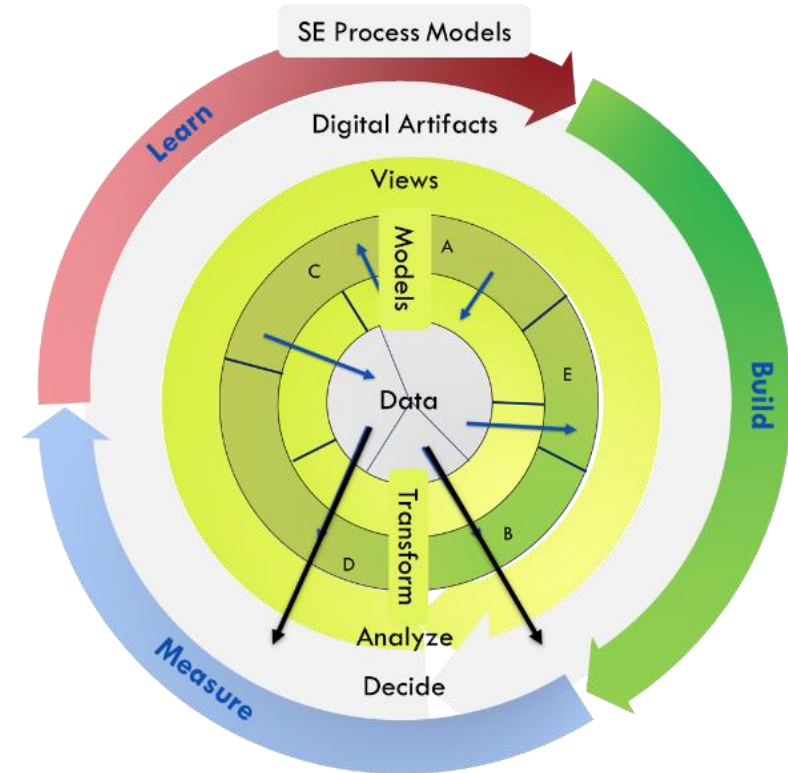 SE Process Models
Learn
Digital Artifacts
Views
Models
A
C
E
Build
Data
Transform
B
D
Analyze
Measure
Decide